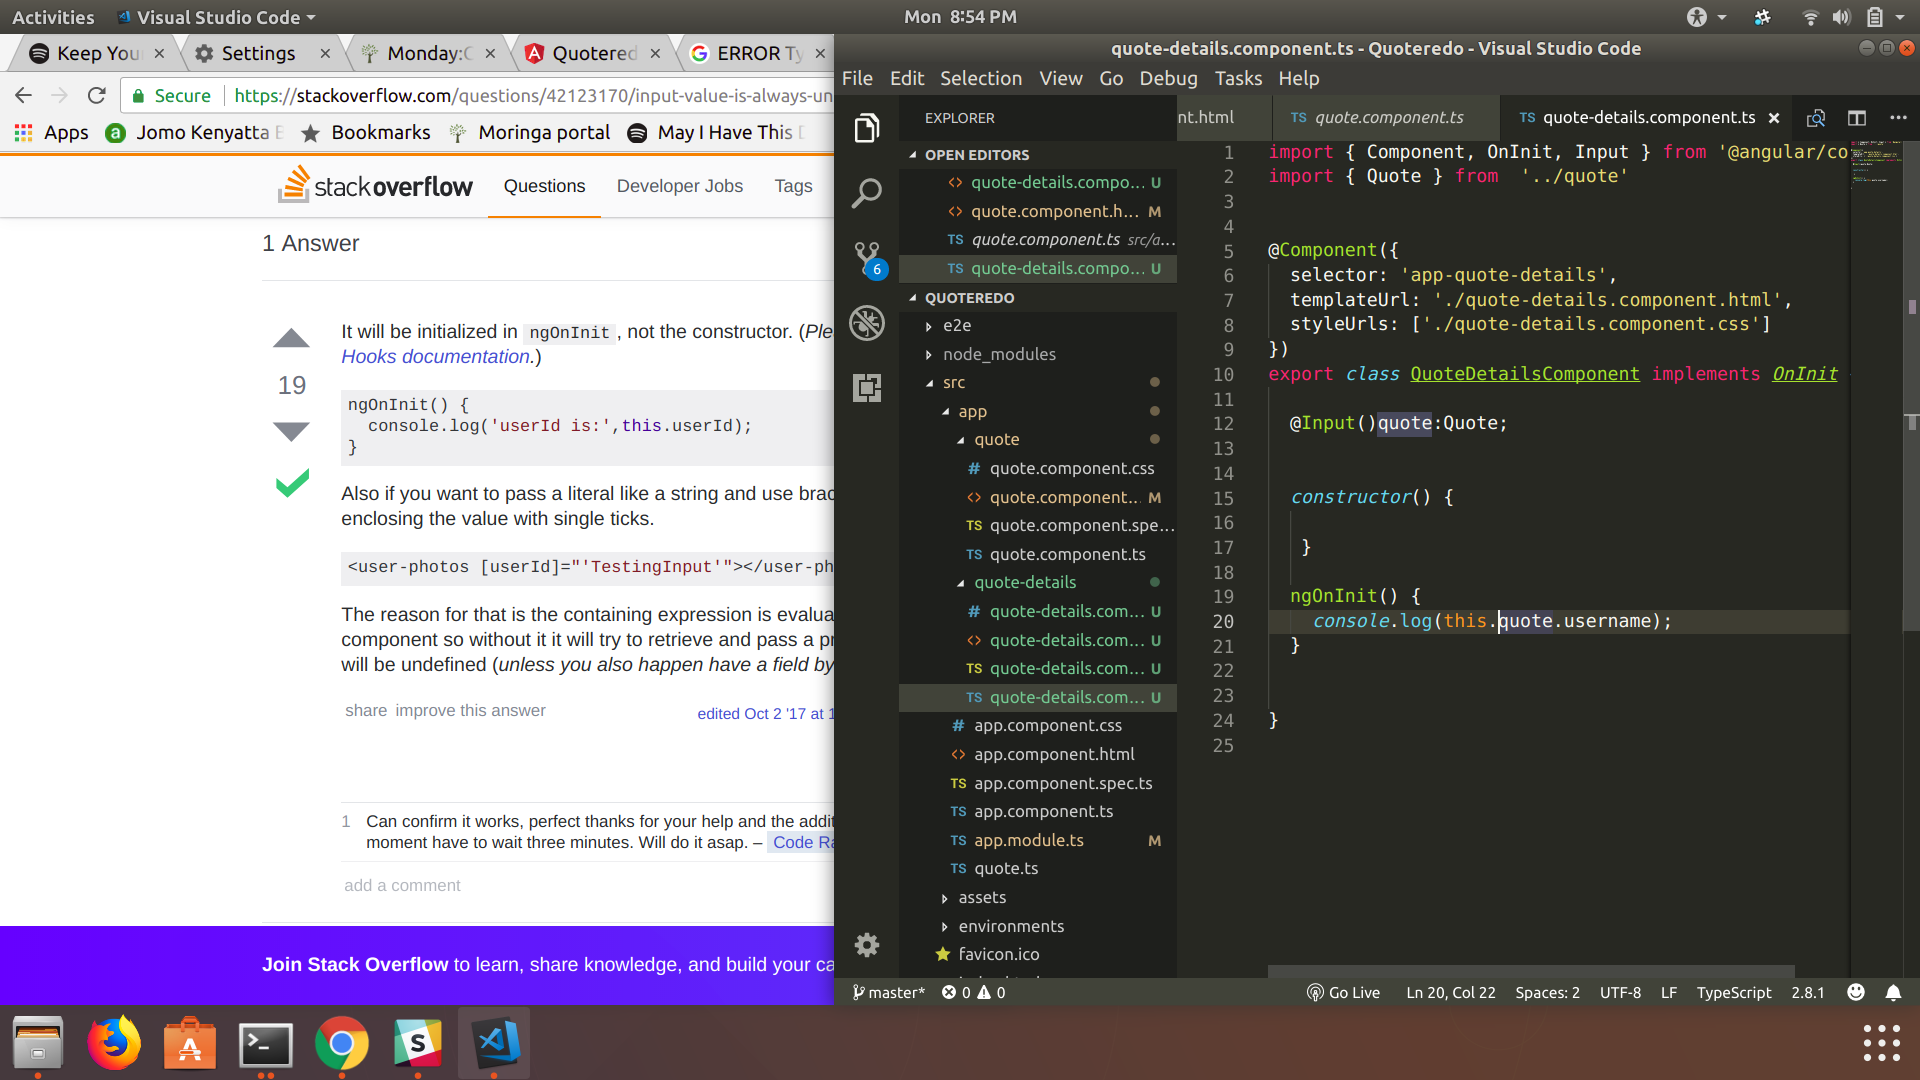 Activities
Visual Studio Code
Mon 8:54 PM
Keep You
Settings
Monday:C
Quotered
ERROR Ty
Secure
https://stackoverflow.com/questions/42123170/input-value-is-always-un
Apps
Jomo Kenyatta
Bookmarks
Moringa portal
May I Have This
stackoverflow
Questions
Developer Jobs
Tags
1 Answer
19
It will be initialized in ngOnInit, not the constructor. (Ple
Hooks documentation.)
ngOnInit() {
console.log('userId is:',this.userId);
}
Also if you want to pass a literal like a string and use brac
enclosing the value with single ticks.
<user-photos [userId]="'TestingInput'"></user-ph
The reason for that is the containing expression is evalua
component so without it it will try to retrieve and pass a pr
will be undefined (unless you also happen have a field by
share improve this answer
edited Oct 2 '17 at 1
1 Can confirm it works, perfect thanks for your help and the addit
moment have to wait three minutes. Will do it asap. – Code Ra
add a comment
Join Stack Overflow to learn, share knowledge, and build your ca
quote-details.component.ts - Quoteredo - Visual Studio Code
File Edit Selection View Go Debug Tasks Help
EXPLORER
OPEN EDITORS
quote-details.compo... U
quote.component.h... M
TS quote.component.ts src/a...
TS quote-details.compo... U
QUOTEREDO
e2e
node_modules
src
app
quote
# quote.component.css
<> quote.component... M
TS quote.component.spe...
TS quote.component.ts
quote-details
# quote-details.com... U
<> quote-details.com... U
TS quote-details.com... U
TS quote-details.com... U
# app.component.css
<> app.component.html
TS app.component.spec.ts
TS app.component.ts
TS app.module.ts M
TS quote.ts
assets
environments
favicon.ico
6
nt.html
TS quote.component.ts
TS quote-details.component.ts
1 import { Component, OnInit, Input } from '@angular/co
2 import { Quote } from '../quote'
3
4
5 @Component({
6 selector: 'app-quote-details',
7 templateUrl: './quote-details.component.html',
8 styleUrls: ['./quote-details.component.css']
9 })
10 export class QuoteDetailsComponent implements OnInit
11
12 @Input()quote:Quote;
13
14
15 constructor() {
16
17 }
18
19 ngOnInit() {
20 console.log(this.quote.username);
21 }
22
23
24 }
25
master* 0 0
Go Live
Ln 20, Col 22
Spaces: 2
UTF-8
LF
TypeScript
2.8.1